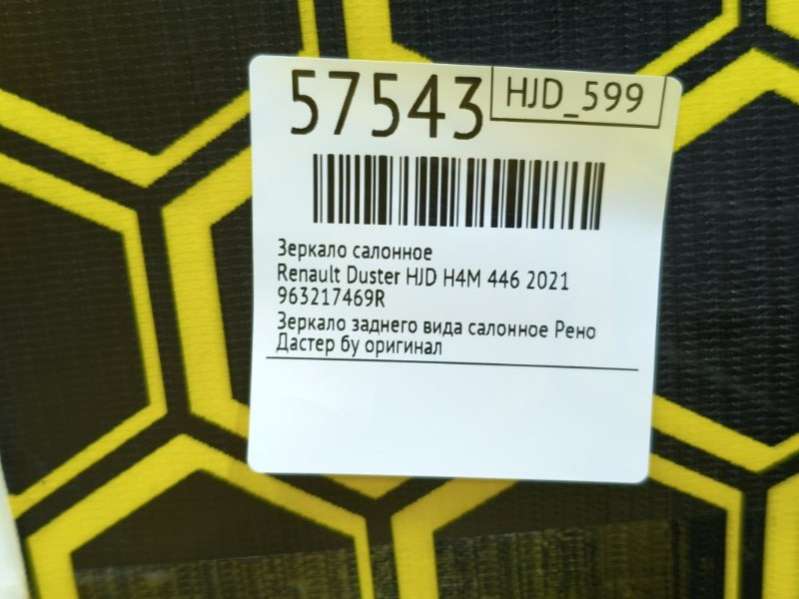 57543
HJD_599
Зеркало салонное
Renault Duster HJD H4M 446 2021
963217469R
Зеркало заднего вида салонное Рено
Дастер бу оригинал